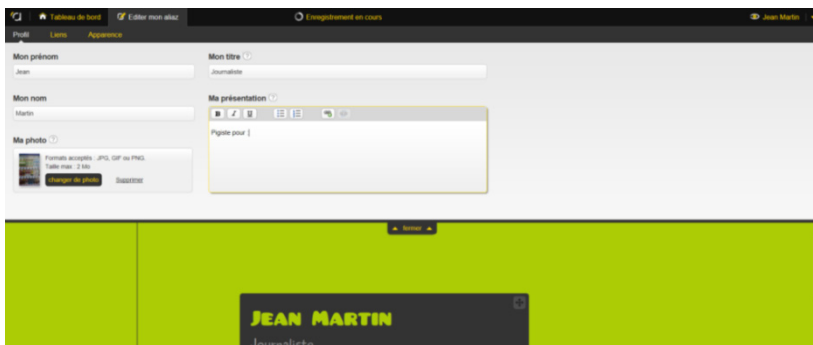 Tableau de bord Editer mon aliaz Enregistrement en cours Jean Martin
Profil Liens Apparence
Mon prénom Mon titre ?
Jean Journaliste
Mon nom Ma présentation ?
Martin B I U
Pigiste pour
Ma photo ?
Formats acceptés : JPG, GIF ou PNG.
Taille max : 2 Mo
changer de photo Supprimer
fermer
JEAN MARTIN
Journaliste